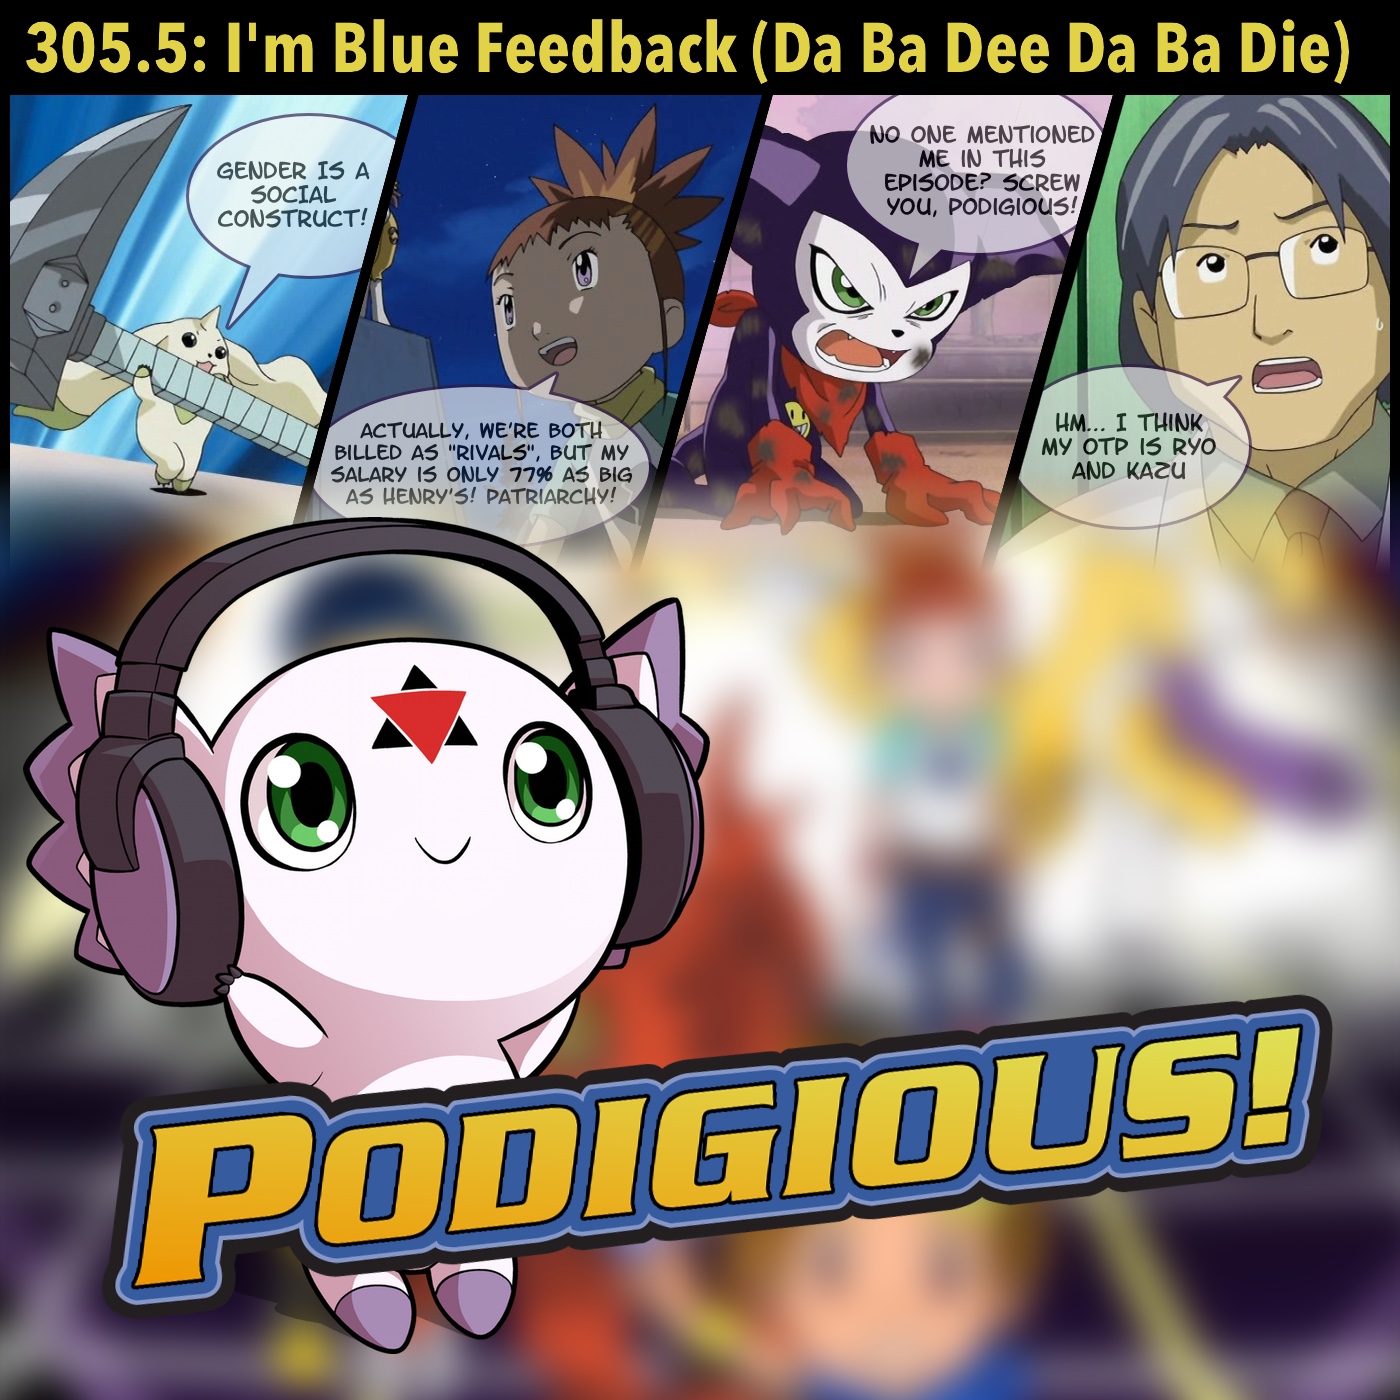 305.5: I'm Blue Feedback (Da Ba Dee Da Ba Die)
GENDER IS A
SOCIAL
CONSTRUCT!
ACTUALLY, WE'RE BOTH
BILLED AS "RIVALS", BUT MY
SALARY IS ONLY 77% AS BIG
AS HENRY'S! PATRIARCHY!
NO ONE MENTIONED
ME IN THIS
EPISODE? SCREW
YOU, PODIGIOUS!
HM... I THINK
MY OTP IS RYO
AND KAZU
PODIGIOUS!